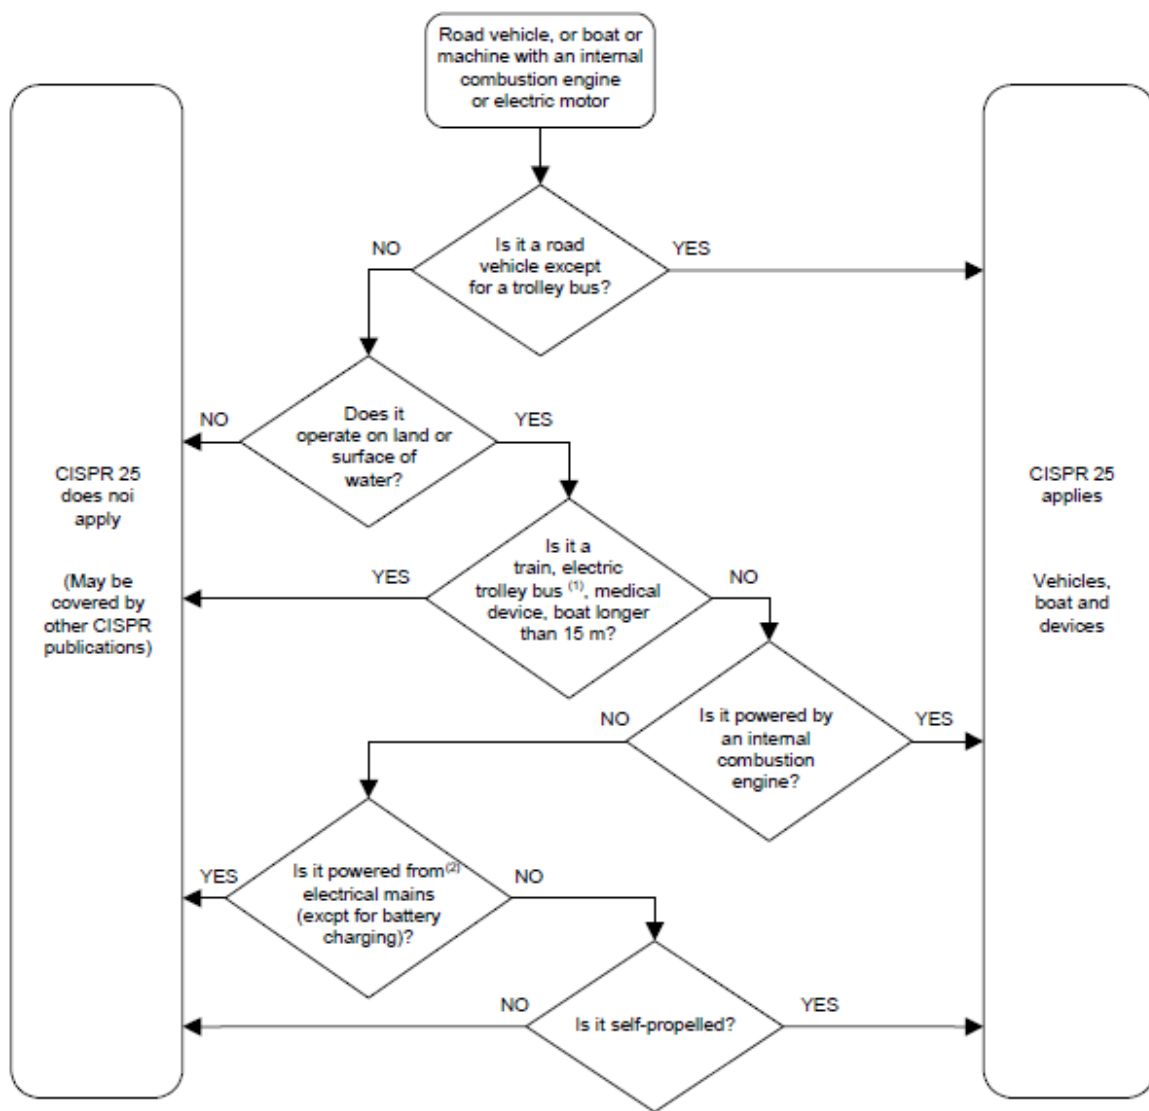 Road vehicle, or boat or
machine with an internal
combustion engine
or electric motor
NO
Is it a road
vehicle except
for a trolley bus?
YES
NO
Does it
operate on land or
surface of
water?
YES
CISPR 25
does noi
apply
(May be
covered by
other CISPR
publications)
CISPR 25
applies
Vehicles,
boat and
devices
YES
Is it a
train, electric
trolley bus (1), medical
device, boat longer
than 15 m?
NO
NO
Is it powered by
an internal
combustion
engine?
YES
YES
Is it powered from(2)
electrical mains
(excpt for battery
charging)?
NO
NO
Is it self-propelled?
YES